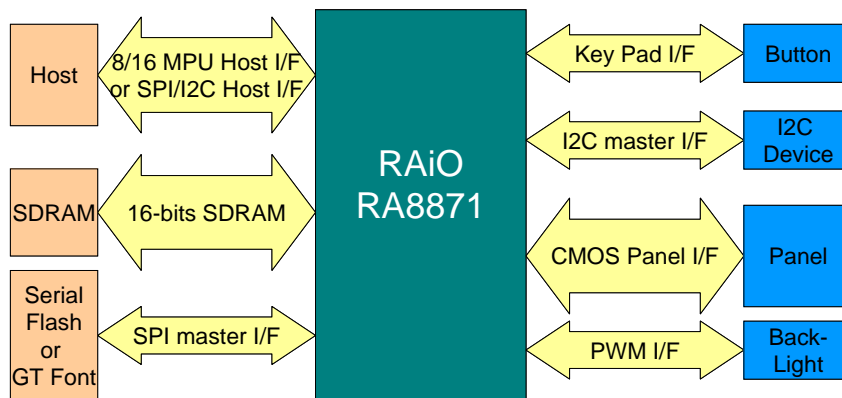 Host
8/16 MPU Host I/F
or SPI/I2C Host I/F
SDRAM
16-bits SDRAM
Serial
Flash
or
GT Font
SPI master I/F
RAiO
RA8871
Key Pad I/F
Button
I2C master I/F
I2C
Device
CMOS Panel I/F
Panel
PWM I/F
Back-
Light